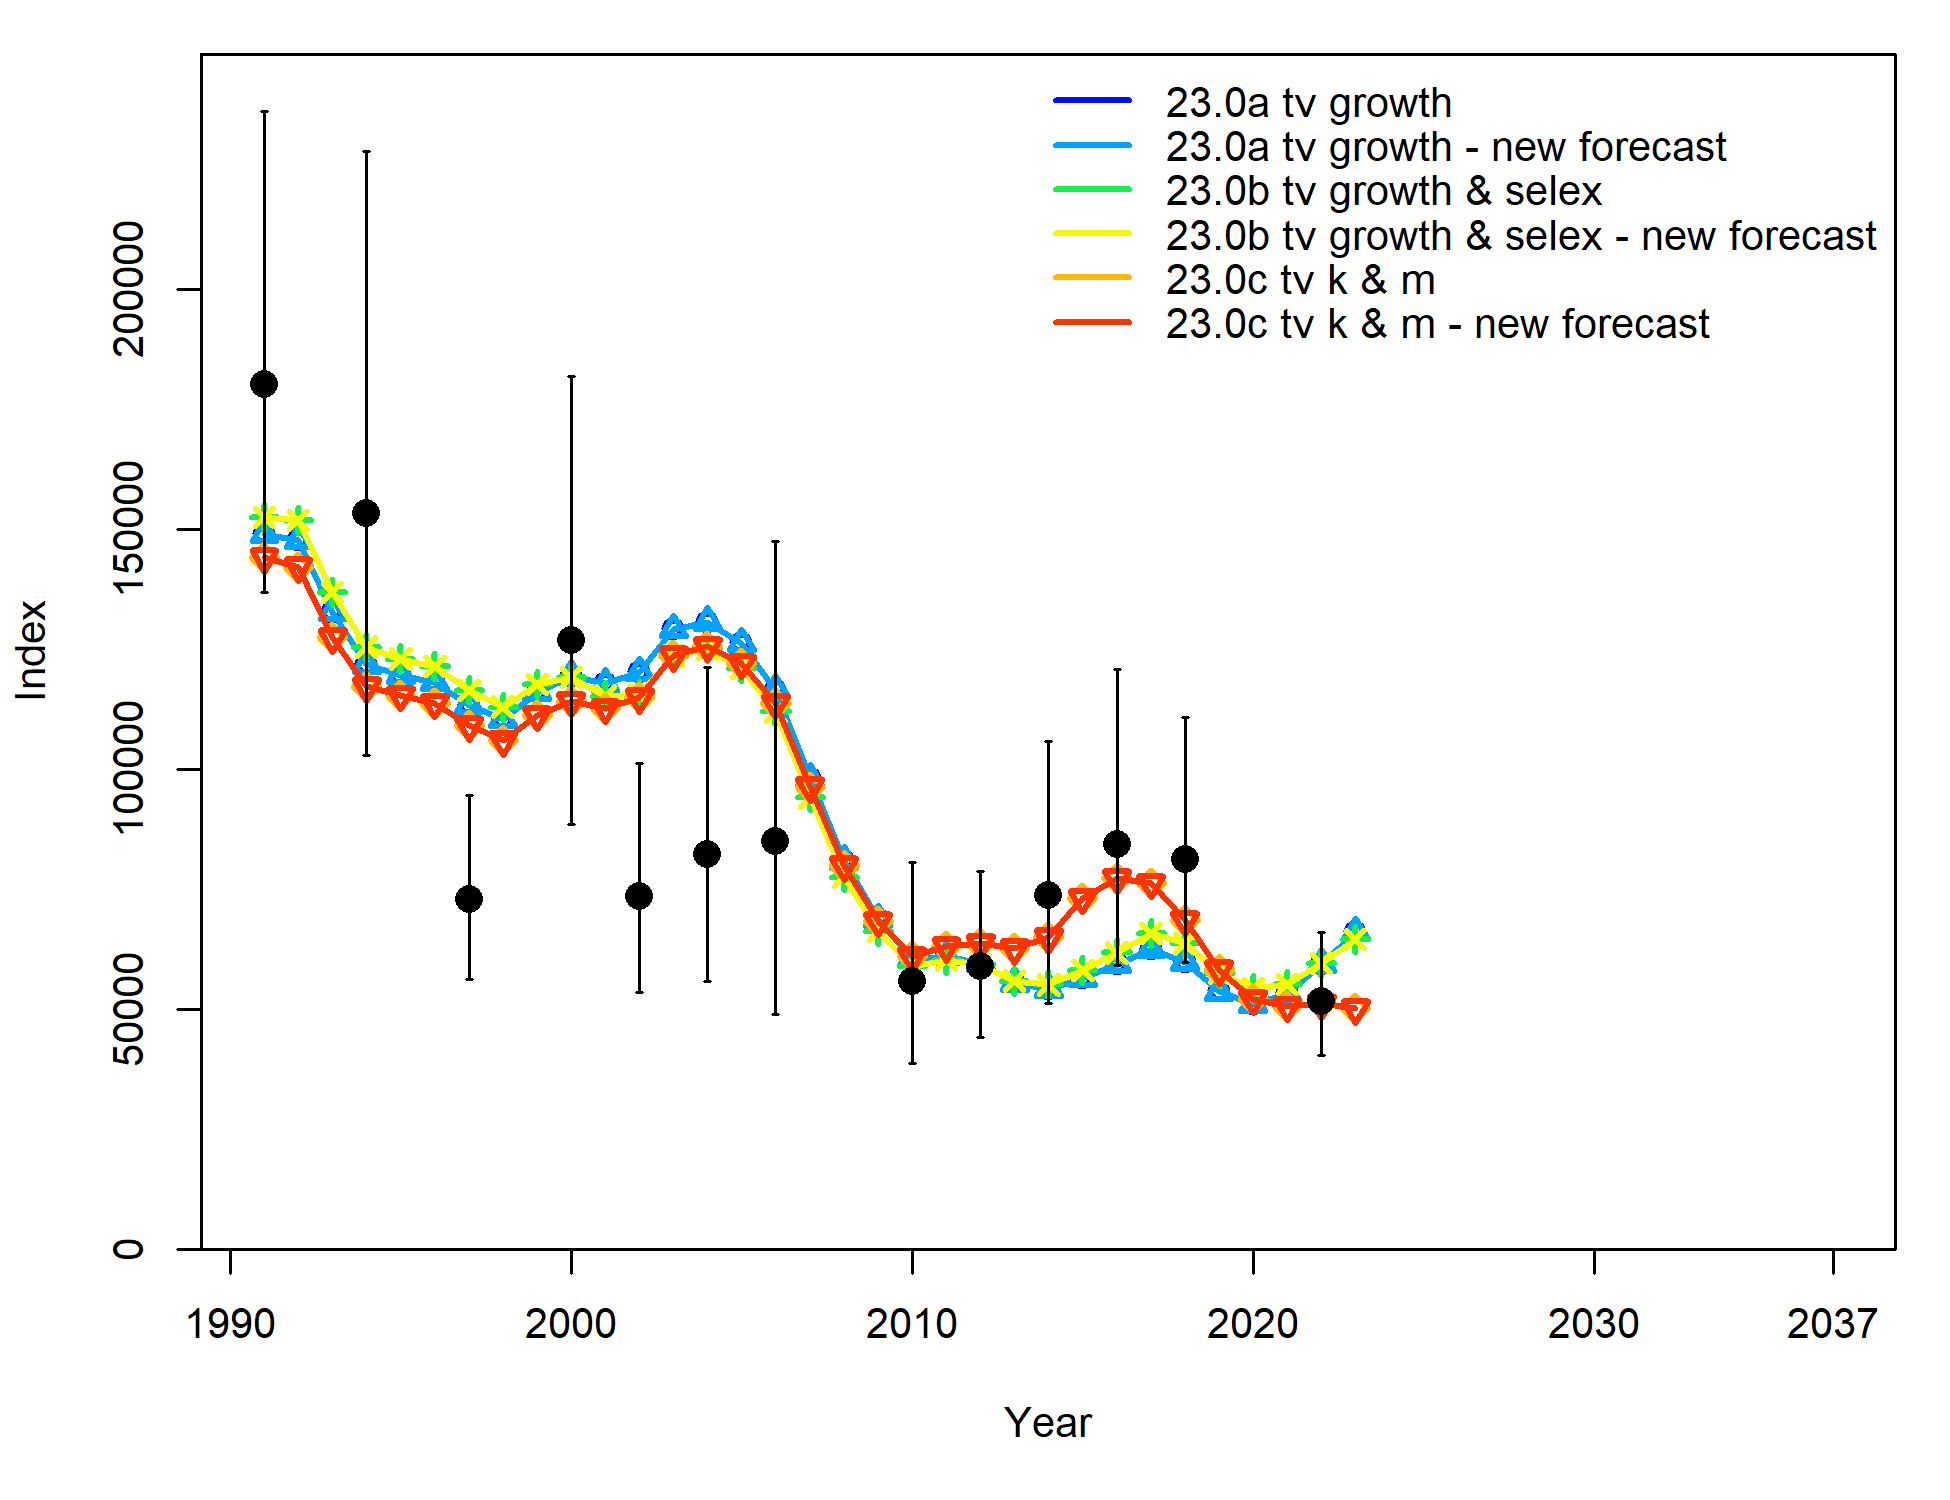 23.0a tv growth
23.0a tv growth - new forecast
23.0b tv growth & selex
23.0b tv growth & selex - new forecast
23.0c tv k & m
23.0c tv k & m - new forecast
Index
200000
150000
100000
50000
0
1990 2000 2010 2020 2030 2037
Year